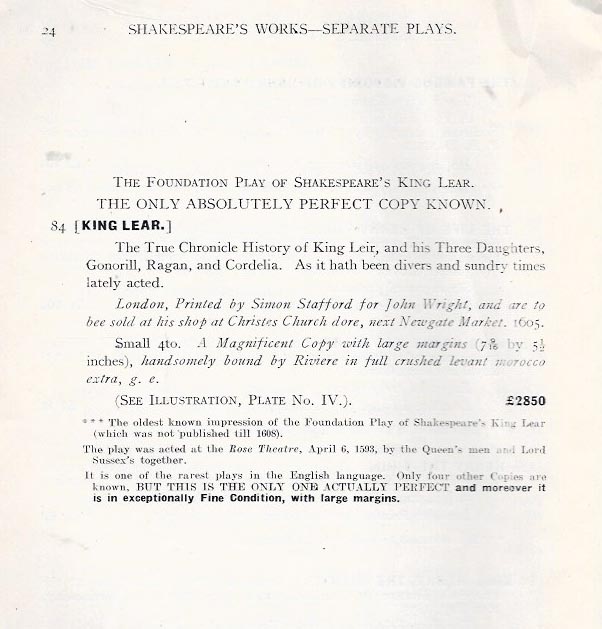 24 SHAKESPEARE'S WORKS—SEPARATE PLAYS.
THE FOUNDATION PLAY OF SHAKESPEARE'S KING LEAR.
THE ONLY ABSOLUTELY PERFECT COPY KNOWN.
84 [KING LEAR.]
The True Chronicle History of King Leir, and his Three Daughters,
Gonorill, Ragan, and Cordelia. As it hath been divers and sundry times
lately acted.
London, Printed by Simon Stafford for John Wright, and are to
bee sold at his shop at Christes Church dore, next Newgate Market. 1605.
Small 4to. A Magnificent Copy with large margins (7 by 5½
inches), handsomely bound by Riviere in full crushed levant morocco
extra, g. e.
(SEE ILLUSTRATION, PLATE NO. IV.). £2850
*** The oldest known impression of the Foundation Play of Shakespeare's King Lear
(which was not published till 1608).
The play was acted at the Rose Theatre, April 6, 1593, by the Queen's men and Lord
Sussex's together.
It is one of the rarest plays in the English language. Only four other Copies are
known, BUT THIS IS THE ONLY ONE ACTUALLY PERFECT and moreover it
is in exceptionally Fine Condition, with large margins.